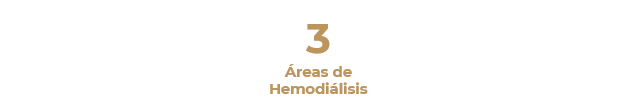 3
Áreas de
Hemodiálisis